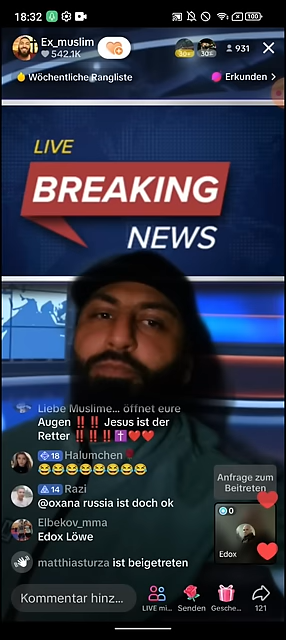 18:32
100
Ex_muslim
542.1K
30+
30+
931
Wöchentliche Rangliste
Erkunden >
LIVE
BREAKING
NEWS
Liebe Muslime... öffnet eure
Augen ‼️‼️ Jesus ist der
Retter ‼️‼️‼️✝️❤️❤️
18 Halumchen🌹
😂😂😂😂😂😂😂😂
14 Razi
@oxana russia ist doch ok
Elbekov_mma
Edox Löwe
matthiasturza ist beigetreten
Anfrage zum
Beitreten
0
Edox
Kommentar hinz...
LIVE mi...
Senden
Gesche...
121